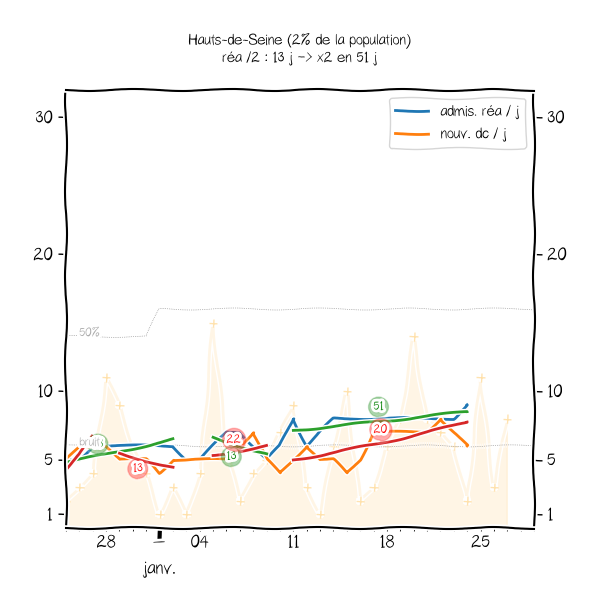 Hauts-de-Seine (2% de la population)
réa /2 : 13 j -> x2 en 51 j
admis. réa / j
nouv. dc / j
30 30
20 20
50%
10 10
51
22 20
bruits
13
13
5 5
1 1
28 1 04 11 18 25
janv.